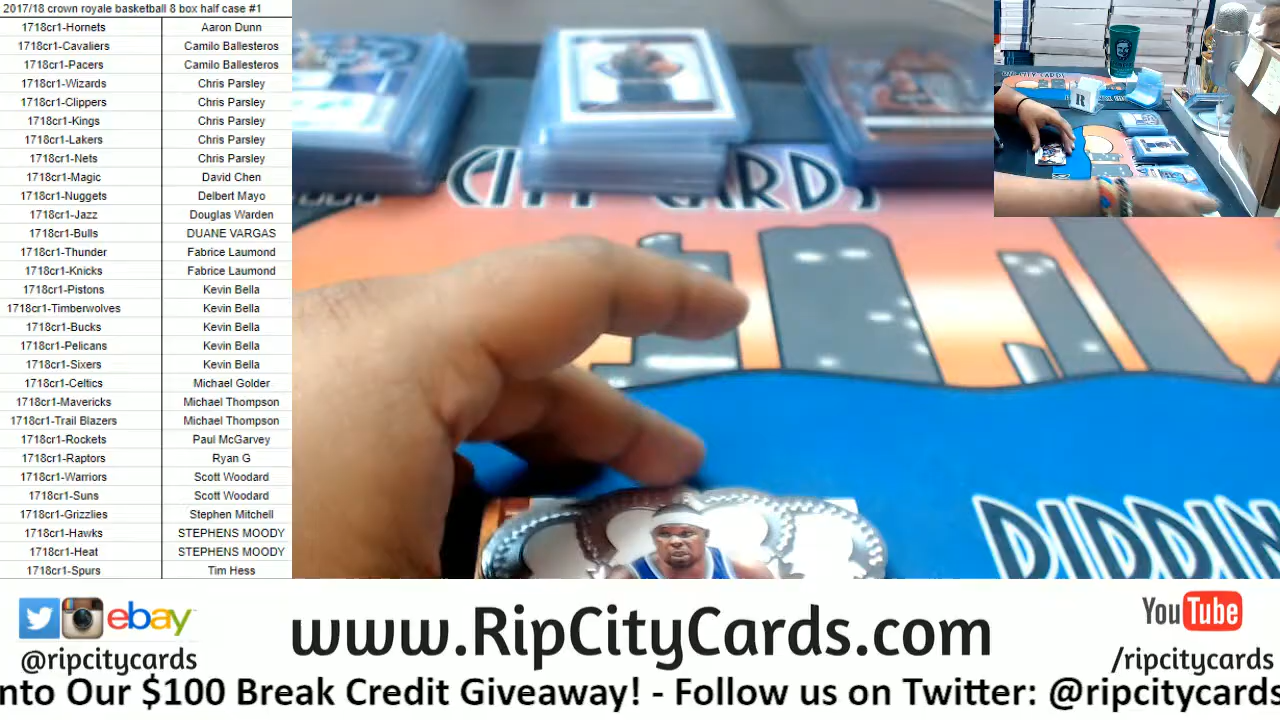 2017/18 crown royale basketball 8 box half case #1
1718cr1-Hornets Aaron Dunn
1718cr1-Cavaliers Camilo Ballesteros
1718cr1-Pacers Camilo Ballesteros
1718cr1-Wizards Chris Parsley
1718cr1-Clippers Chris Parsley
1718cr1-Kings Chris Parsley
1718cr1-Lakers Chris Parsley
1718cr1-Nets Chris Parsley
1718cr1-Magic David Chen
1718cr1-Nuggets Delbert Mayo
1718cr1-Jazz Douglas Warden
1718cr1-Bulls DUANE VARGAS
1718cr1-Thunder Fabrice Laumond
1718cr1-Knicks Fabrice Laumond
1718cr1-Pistons Kevin Bella
1718cr1-Timberwolves Kevin Bella
1718cr1-Bucks Kevin Bella
1718cr1-Pelicans Kevin Bella
1718cr1-Sixers Kevin Bella
1718cr1-Celtics Michael Golder
1718cr1-Mavericks Michael Thompson
1718cr1-Trail Blazers Michael Thompson
1718cr1-Rockets Paul McGarvey
1718cr1-Raptors Ryan G
1718cr1-Warriors Scott Woodard
1718cr1-Suns Scott Woodard
1718cr1-Grizzlies Stephen Mitchell
1718cr1-Hawks STEPHENS MOODY
1718cr1-Heat STEPHENS MOODY
1718cr1-Spurs Tim Hess
CITY CARDS
RIP CITY CARDS
R
RIPPIN
ebay
@ripcitycards
www.RipCityCards.com
YouTube
/ripcitycards
nto Our $100 Break Credit Giveaway! - Follow us on Twitter: @ripcitycards